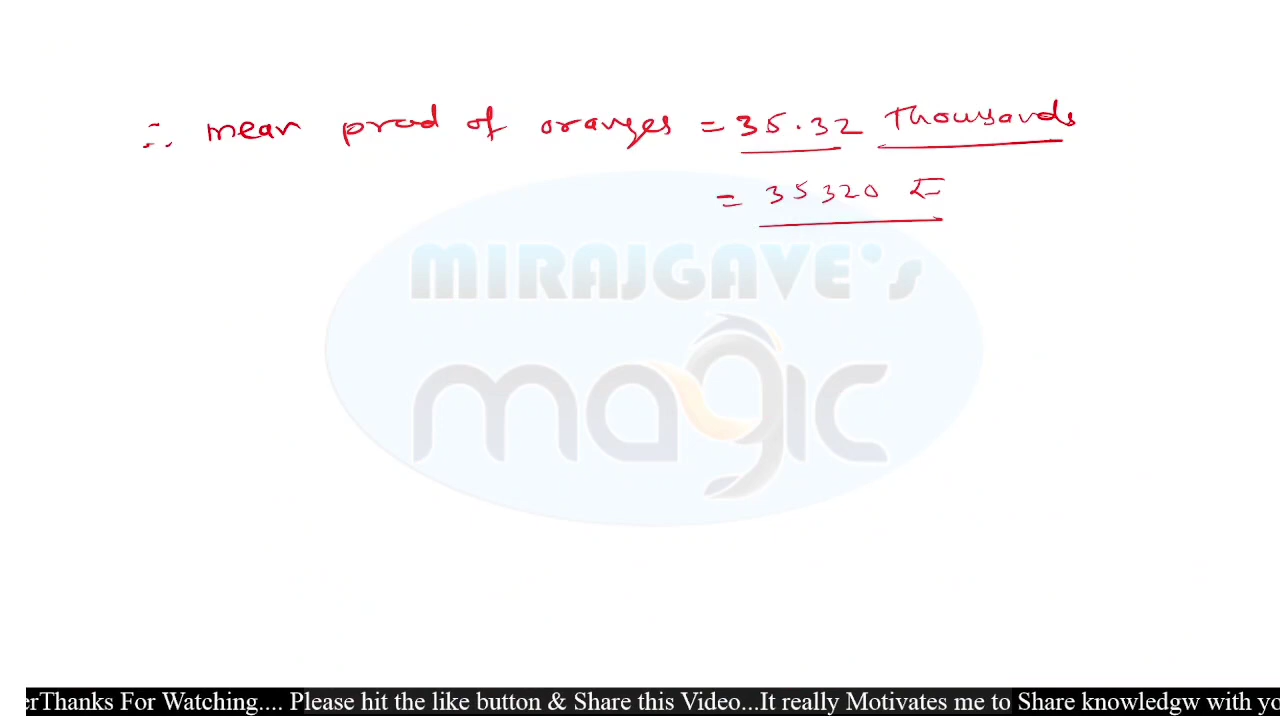 ∴ mean prod of oranges = 35.32 Thousands
= 35320
MIRAJGAVE's
magic
erThanks For Watching.... Please hit the like button & Share this Video...It really Motivates me to Share knowledgw with yo